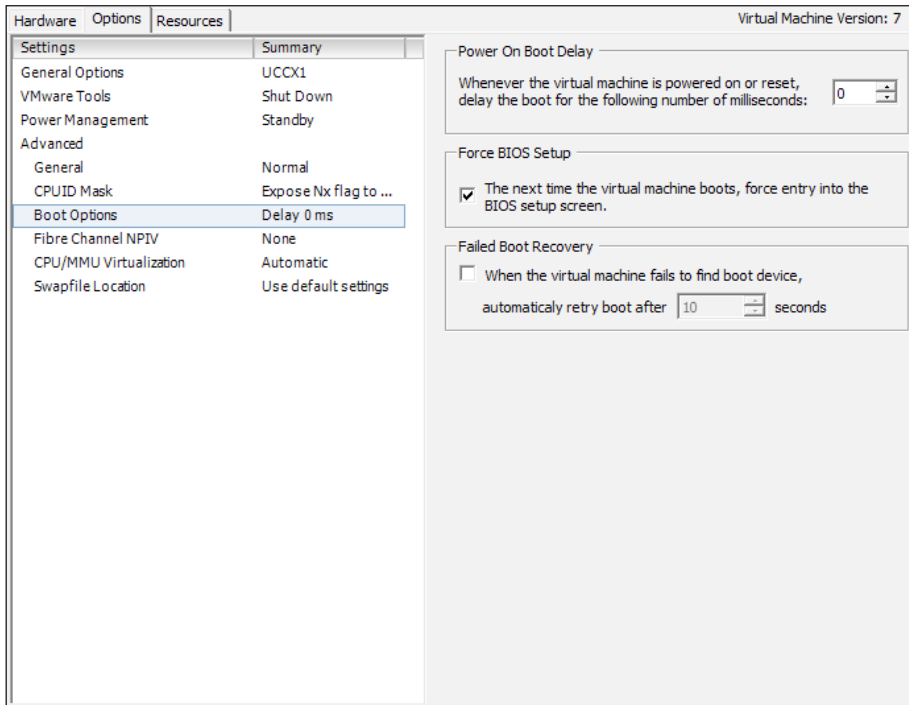 Hardware Options Resources Virtual Machine Version: 7
Settings Summary
General Options UCCX1
VMware Tools Shut Down
Power Management Standby
Advanced
General Normal
CPUID Mask Expose Nx flag to ...
Boot Options Delay 0 ms
Fibre Channel NPIV None
CPU/MMU Virtualization Automatic
Swapfile Location Use default settings
Power On Boot Delay
Whenever the virtual machine is powered on or reset,
delay the boot for the following number of milliseconds: 0
Force BIOS Setup
The next time the virtual machine boots, force entry into the
BIOS setup screen.
Failed Boot Recovery
When the virtual machine fails to find boot device,
automaticaly retry boot after 10 seconds